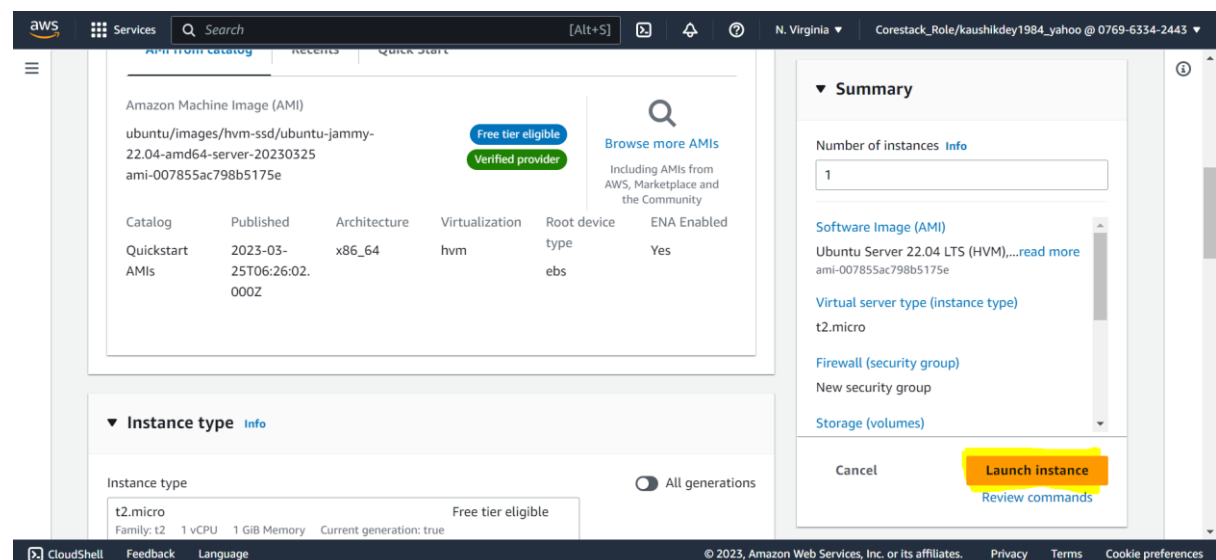 aws Services Search [Alt+S] N. Virginia ▼ Corestack_Role/kaushikdey1984_yahoo @ 0769-6334-2443 ▼
AMI from catalog Recents Quick Start
Amazon Machine Image (AMI)
ubuntu/images/hvm-ssd/ubuntu-jammy-
22.04-amd64-server-20230325
ami-007855ac798b5175e
Free tier eligible
Verified provider
Browse more AMIs
Including AMIs from
AWS, Marketplace and
the Community
Catalog Published Architecture Virtualization Root device
type ENA Enabled
Quickstart
AMIs
2023-03-
25T06:26:02.
000Z
x86_64
hvm
ebs
Yes
▼ Instance type Info
Instance type
All generations
t2.micro Free tier eligible
Family: t2 1 vCPU 1 GiB Memory Current generation: true
▼ Summary
Number of instances Info
1
Software Image (AMI)
Ubuntu Server 22.04 LTS (HVM),...read more
ami-007855ac798b5175e
Virtual server type (instance type)
t2.micro
Firewall (security group)
New security group
Storage (volumes)
Cancel Launch instance
Review commands
CloudShell Feedback Language © 2023, Amazon Web Services, Inc. or its affiliates. Privacy Terms Cookie preferences